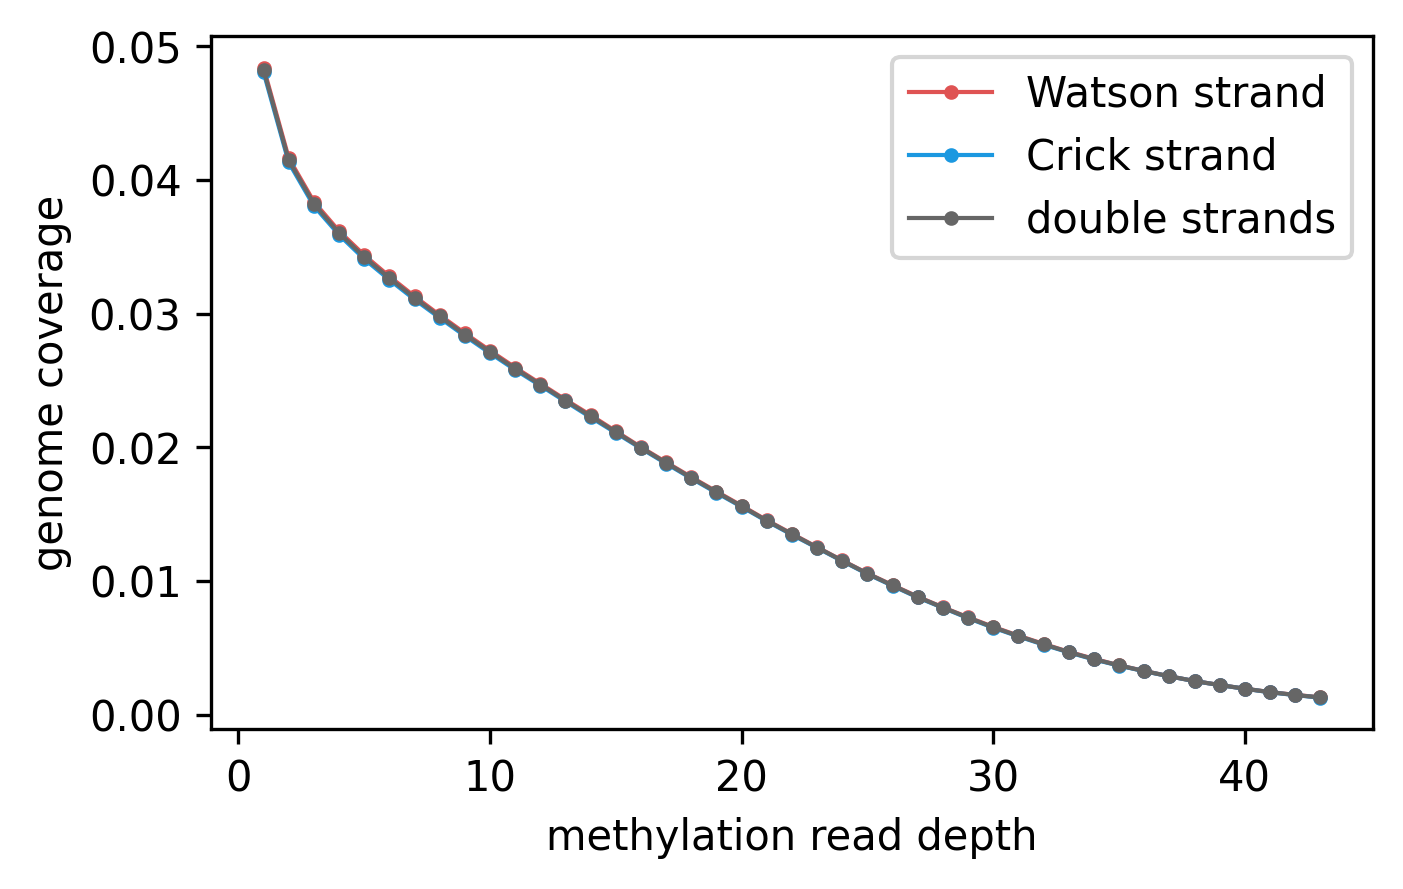 0.05
0.04
0.03
0.02
0.01
0.00
genome coverage
Watson strand
Crick strand
double strands
0
10
20
30
40
methylation read depth